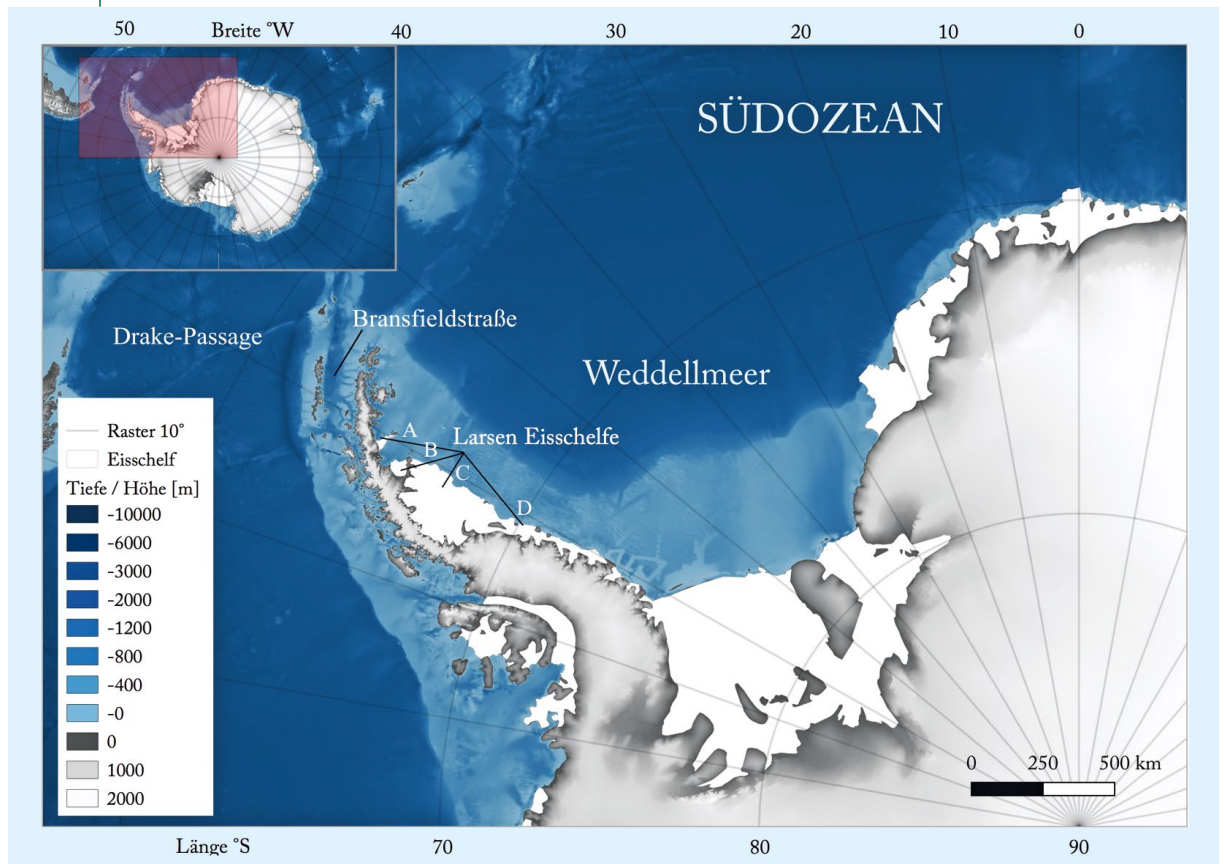 50 Breite °W 40 30 20 10 0
SÜDOZEAN
Bransfieldstraße
Drake-Passage
Weddellmeer
A
Larsen Eisschelfe
B
C
D
Raster 10°
Eisschelf
Tiefe / Höhe [m]
-10000
-6000
-3000
-2000
-1200
-800
-400
-0
0
1000
2000
0 250 500 km
Länge °S 70 80 90